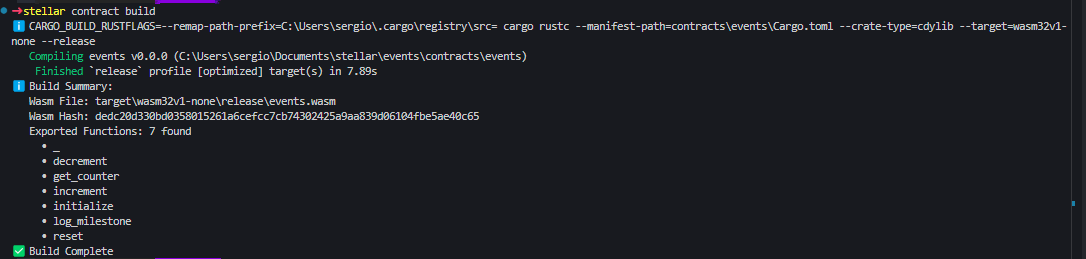 →stellar contract build
ℹ CARGO_BUILD_RUSTFLAGS=--remap-path-prefix=C:\Users\sergio\.cargo\registry\src= cargo rustc --manifest-path=contracts\events\Cargo.toml --crate-type=cdylib --target=wasm32v1-
none --release
Compiling events v0.0.0 (C:\Users\sergio\Documents\stellar\events\contracts\events)
Finished `release` profile [optimized] target(s) in 7.89s
ℹ Build Summary:
Wasm File: target\wasm32v1-none\release\events.wasm
Wasm Hash: dedc20d330bd0358015261a6cefcc7cb74302425a9aa839d06104fbe5ae40c65
Exported Functions: 7 found
• _
• decrement
• get_counter
• increment
• initialize
• log_milestone
• reset
✅ Build Complete